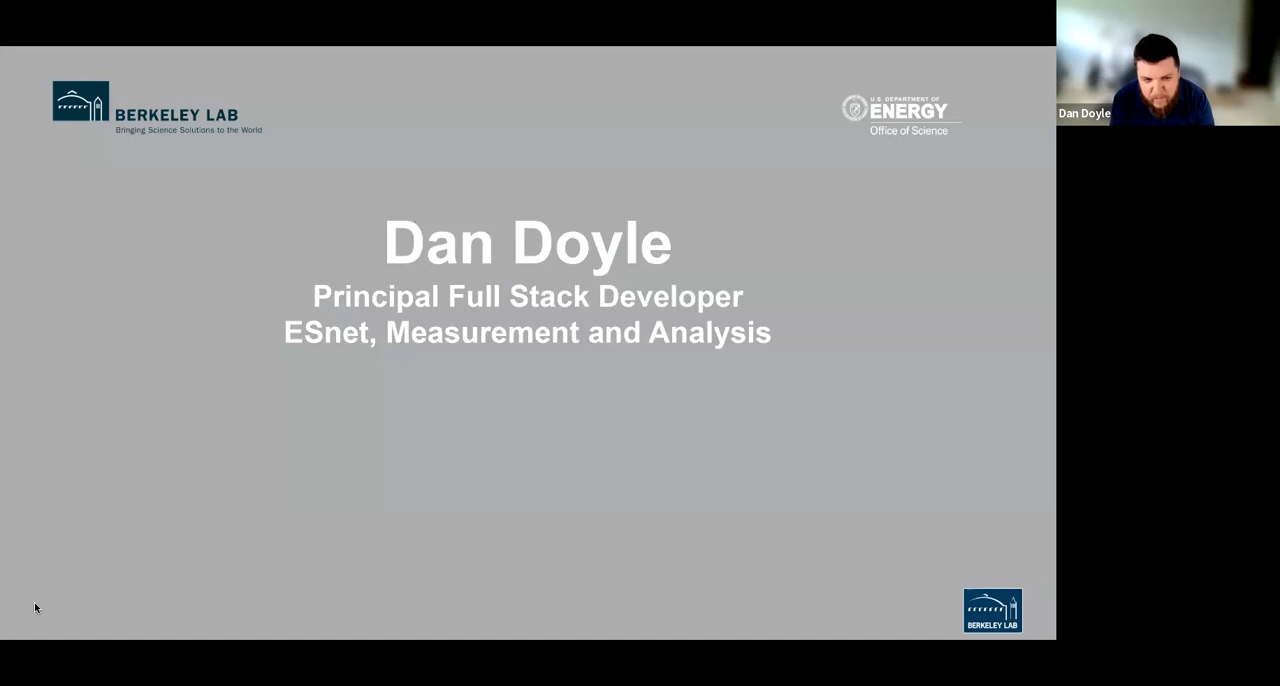 BERKELEY LAB
Bringing Science Solutions to the World
U.S. DEPARTMENT OF
ENERGY
Office of Science
Dan Doyle
Dan Doyle
Principal Full Stack Developer
ESnet, Measurement and Analysis
BERKELEY LAB